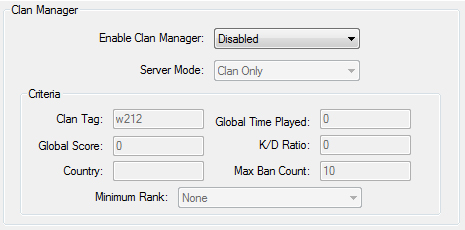 Clan Manager
Enable Clan Manager: Disabled
Server Mode: Clan Only
Criteria
Clan Tag: w212 Global Time Played: 0
Global Score: 0 K/D Ratio: 0
Country: Max Ban Count: 10
Minimum Rank: None